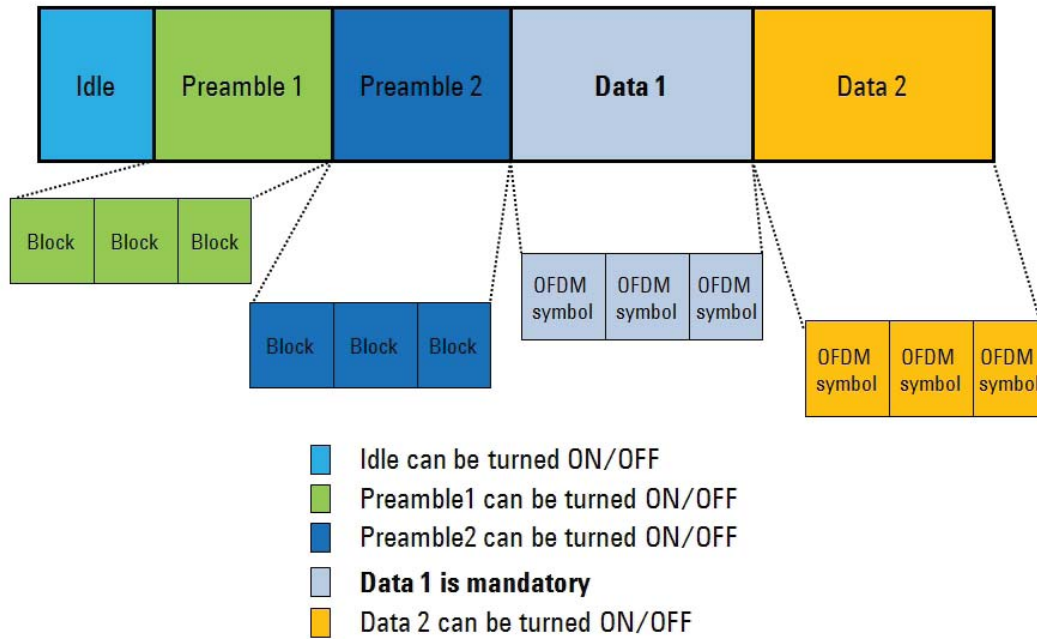 Idle
Preamble 1
Preamble 2
Data 1
Data 2
Block
Block
Block
Block
Block
Block
OFDM
symbol
OFDM
symbol
OFDM
symbol
OFDM
symbol
OFDM
symbol
OFDM
symbol
Idle can be turned ON/OFF
Preamble1 can be turned ON/OFF
Preamble2 can be turned ON/OFF
Data 1 is mandatory
Data 2 can be turned ON/OFF